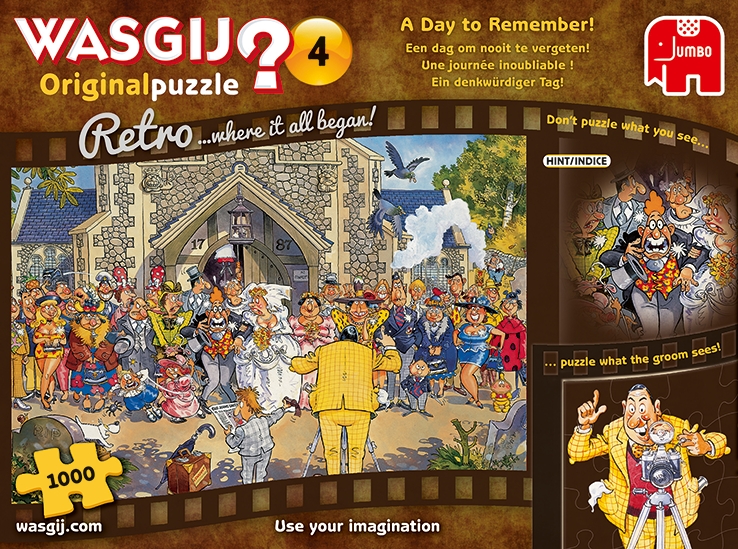 WASGIJ?
Originalpuzzle
4
A Day to Remember!
Een dag om nooit te vergeten!
Une journée inoubliable !
Ein denkwürdiger Tag!
JUMBO
Retro ...where it all began!
Don't puzzle what you see...
HINT/INDICE
17 87
... puzzle what the groom sees!
1000
wasgij.com
Use your imagination